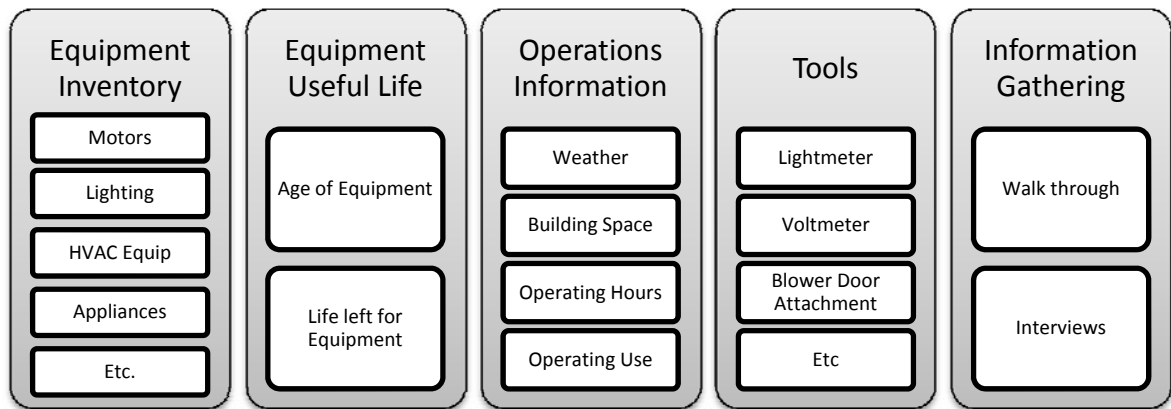 Equipment
Inventory
Motors
Lighting
HVAC Equip
Appliances
Etc.
Equipment
Useful Life
Age of Equipment
Life left for
Equipment
Operations
Information
Weather
Building Space
Operating Hours
Operating Use
Tools
Lightmeter
Voltmeter
Blower Door
Attachment
Etc
Information
Gathering
Walk through
Interviews